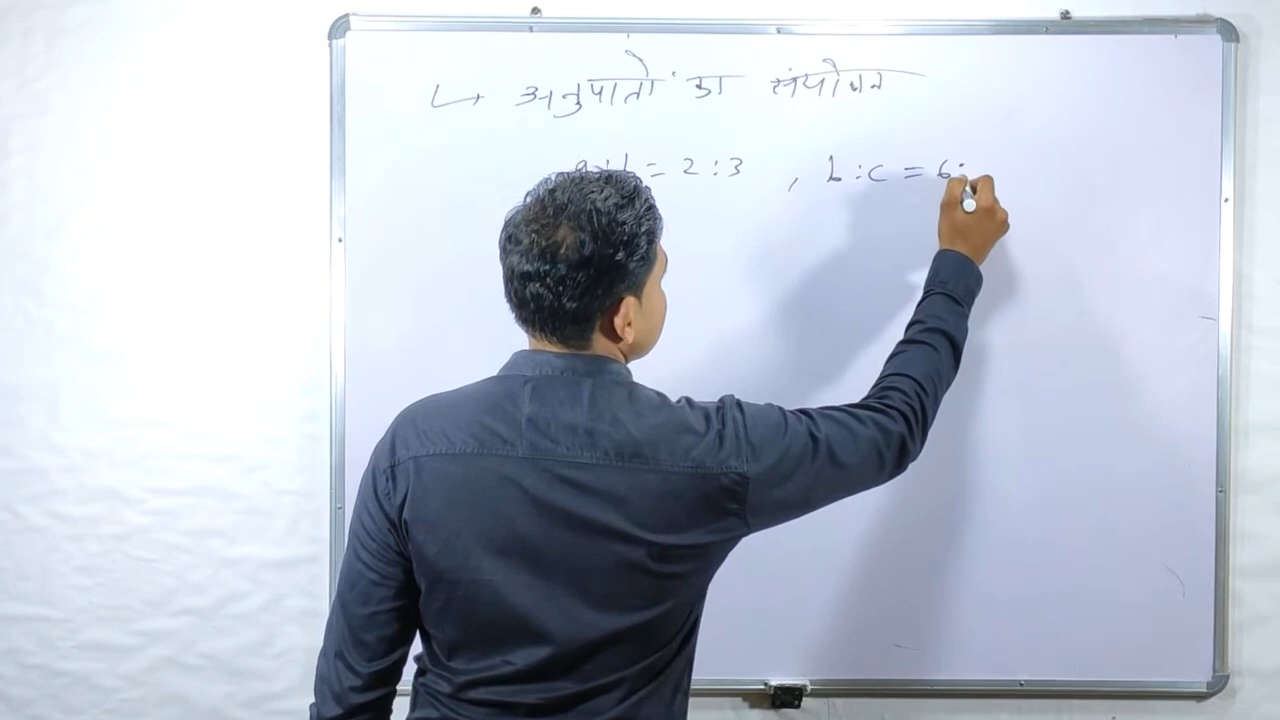 ↳ अनुपातों का संयोजन
a : b = 2 : 3 , b : c = 6 :